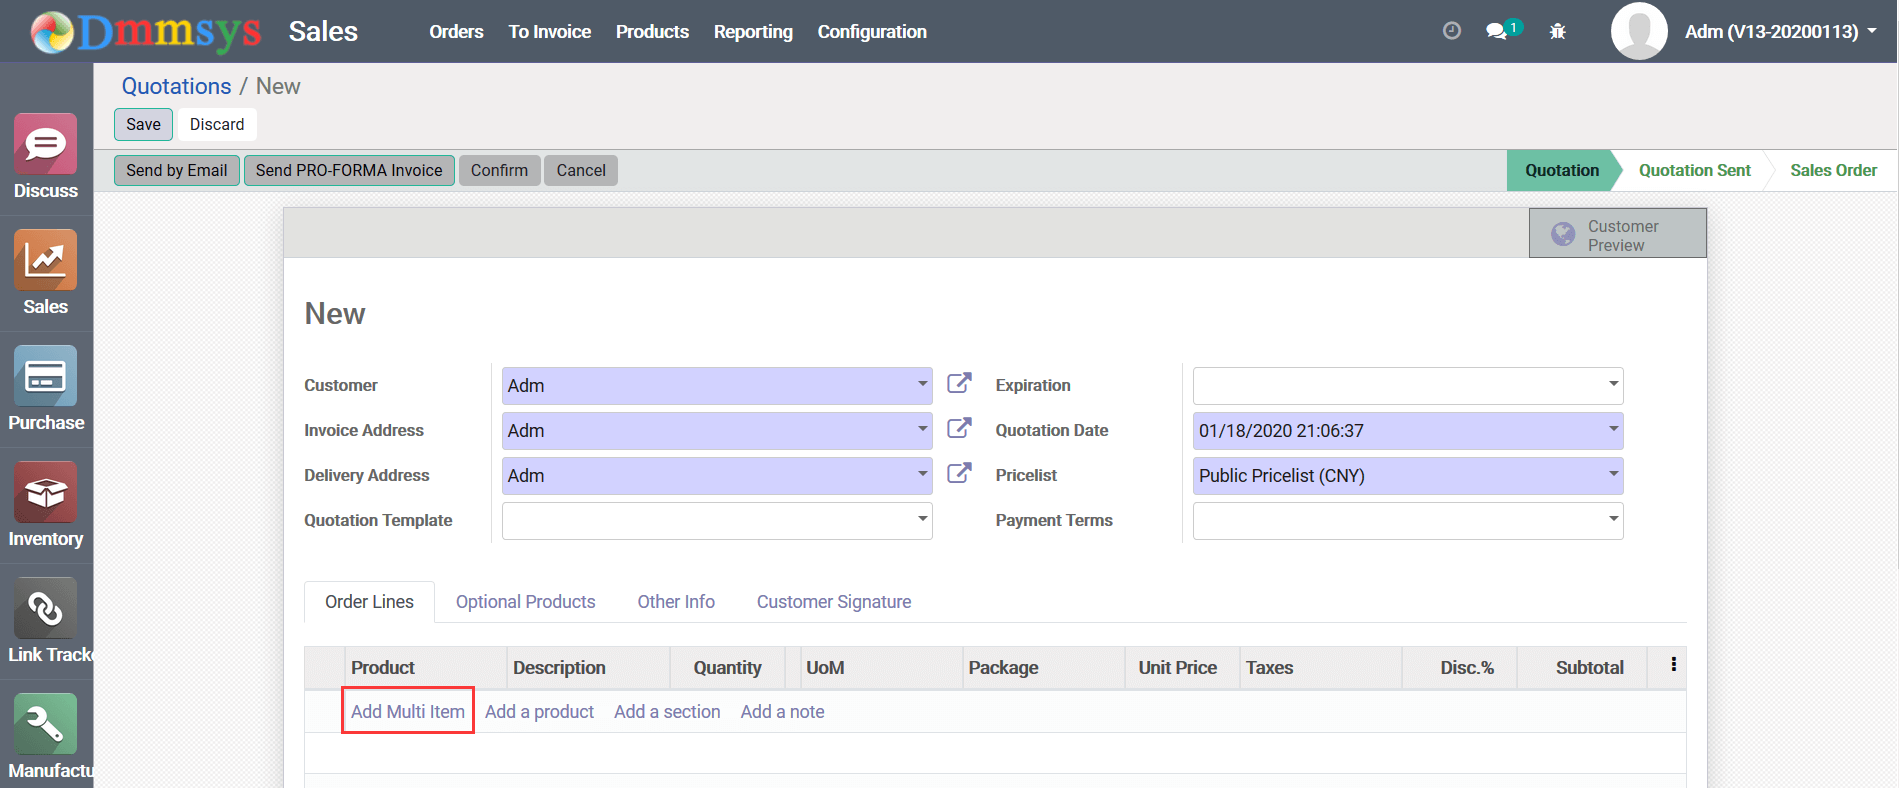 Dmmsys Sales Orders To Invoice Products Reporting Configuration 1 Adm (V13-20200113)
Quotations / New
Save Discard
Send by Email Send PRO-FORMA Invoice Confirm Cancel Quotation Quotation Sent Sales Order
Discuss
Sales
Purchase
Inventory
Link Tracke
Manufactu
Customer
Preview
New
Customer Adm Expiration
Invoice Address Adm Quotation Date 01/18/2020 21:06:37
Delivery Address Adm Pricelist Public Pricelist (CNY)
Quotation Template Payment Terms
Order Lines Optional Products Other Info Customer Signature
Product Description Quantity UoM Package Unit Price Taxes Disc.% Subtotal
Add Multi Item Add a product Add a section Add a note